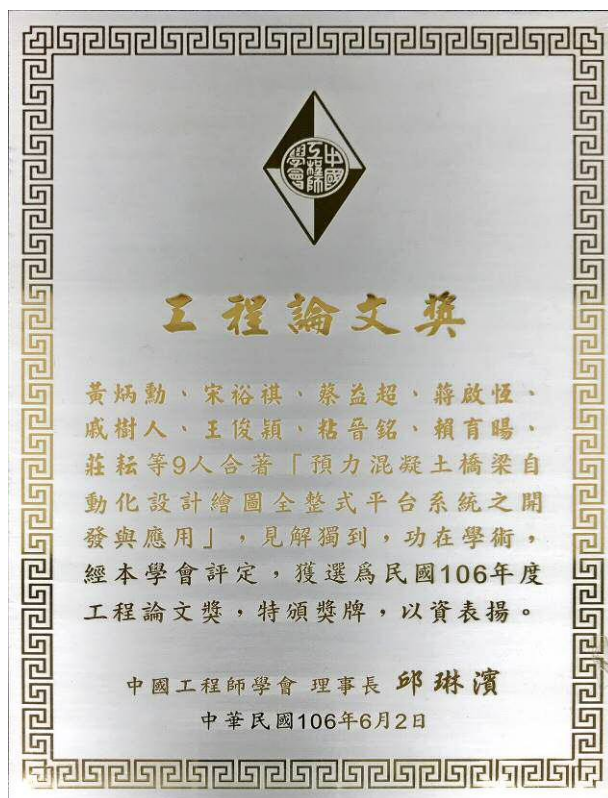 中國工程師學會
工程論文獎
黃炳勳、宋裕祺、蔡益超、蔣啟恆、
戚樹人、王俊穎、粘晉銘、賴育暘、
莊耘等9人合著「預力混凝土橋梁自
動化設計繪圖全整式平台系統之開
發與應用」，見解獨到，功在學術，
經本學會評定，獲選為民國106年度
工程論文獎，特頒獎牌，以資表揚。
中國工程師學會 理事長 邱琳濱
中華民國106年6月2日